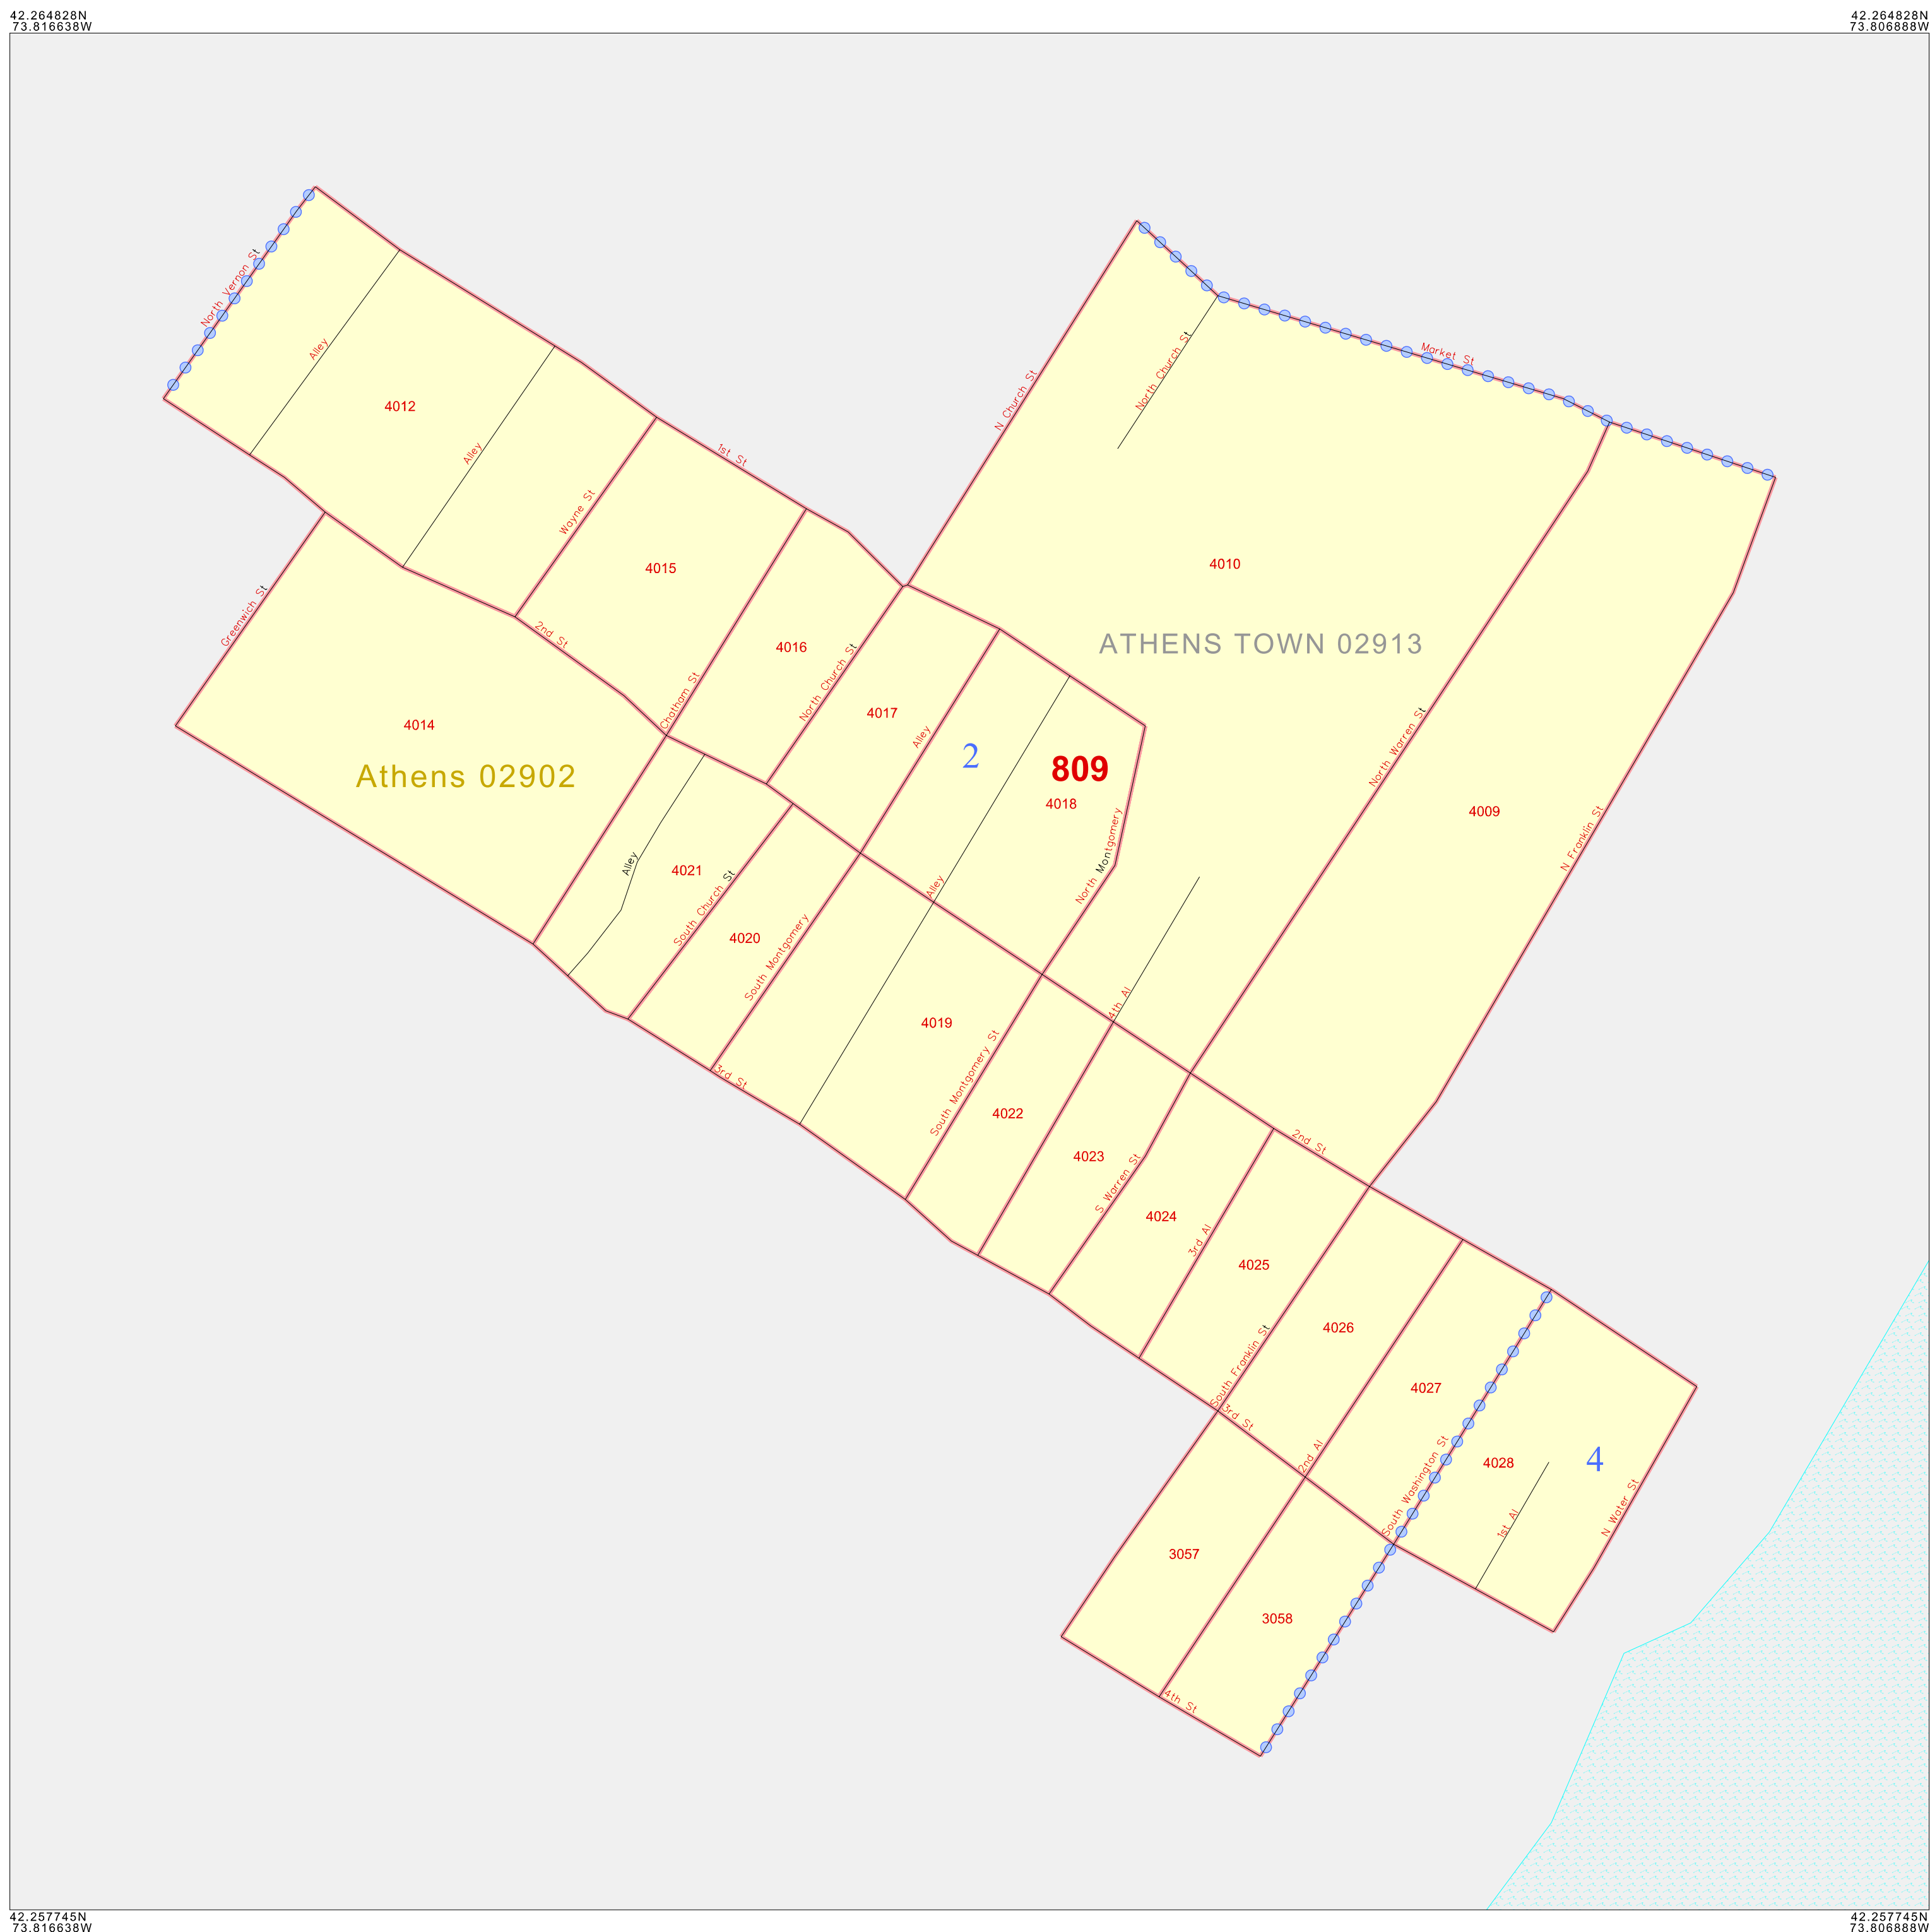 42.264828N
73.816638W
42.264828N
73.806888W
North Vernon St
Alley
4012
Alley
Wayne St
1st St
N Church St
North Church St
Market St
4015
4010
Greenwich St
2nd St
4016
North Church St
ATHENS TOWN 02913
Chatham St
4014
Athens 02902
4017
Alley
2
809
4018
North Montgomery
North Warren St
4009
N Franklin St
Alley
4021
South Church St
4020
South Montgomery
Alley
4th Al
4019
South Montgomery St
3rd St
4022
4023
S Warren St
2nd St
4024
3rd Al
4025
South Franklin St
4026
3rd St
4027
2nd Al
South Washington St
4028
4
1st Al
N Water St
3057
3058
4th St
42.257745N
73.816638W
42.257745N
73.806888W